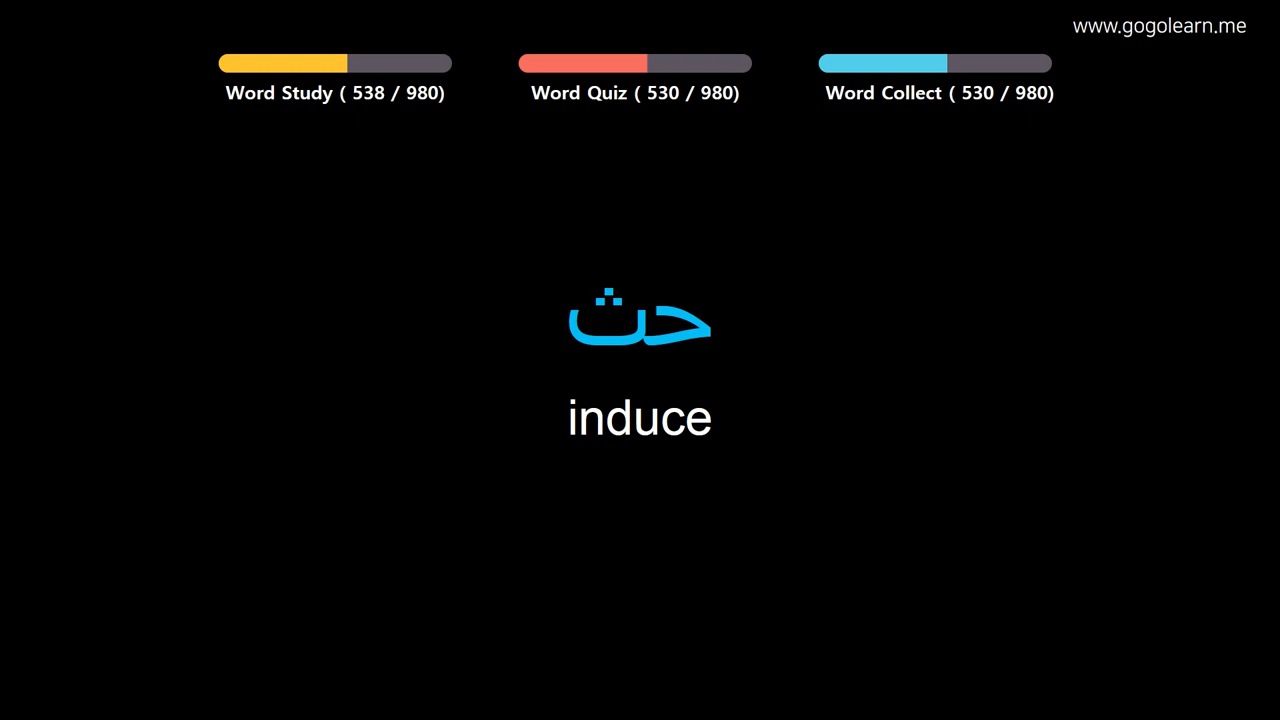 www.gogolearn.me
Word Study ( 538 / 980)
Word Quiz ( 530 / 980)
Word Collect ( 530 / 980)
حث
induce